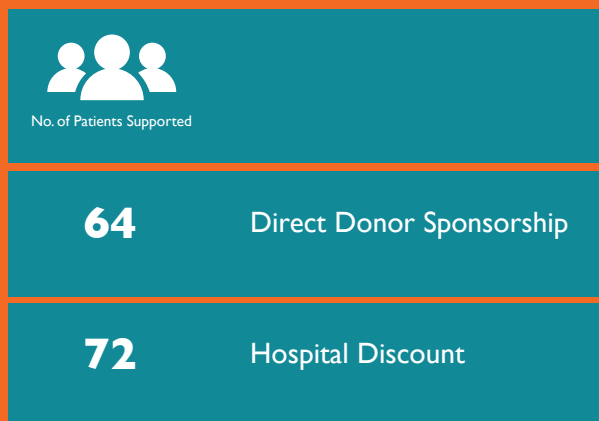 No. of Patients Supported
64 Direct Donor Sponsorship
72 Hospital Discount